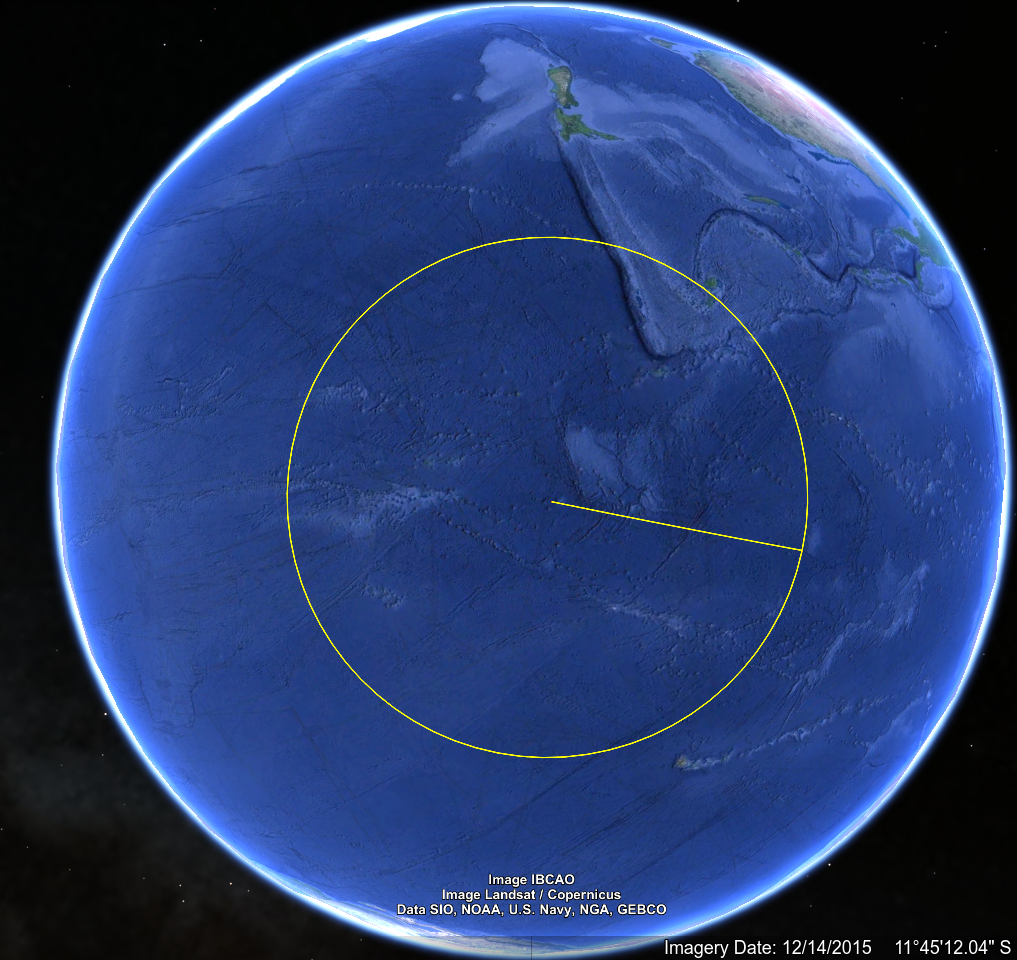 Image IBCAO
Image Landsat / Copernicus
Data SIO, NOAA, U.S. Navy, NGA, GEBCO
Imagery Date: 12/14/2015 11°45'12.04" S